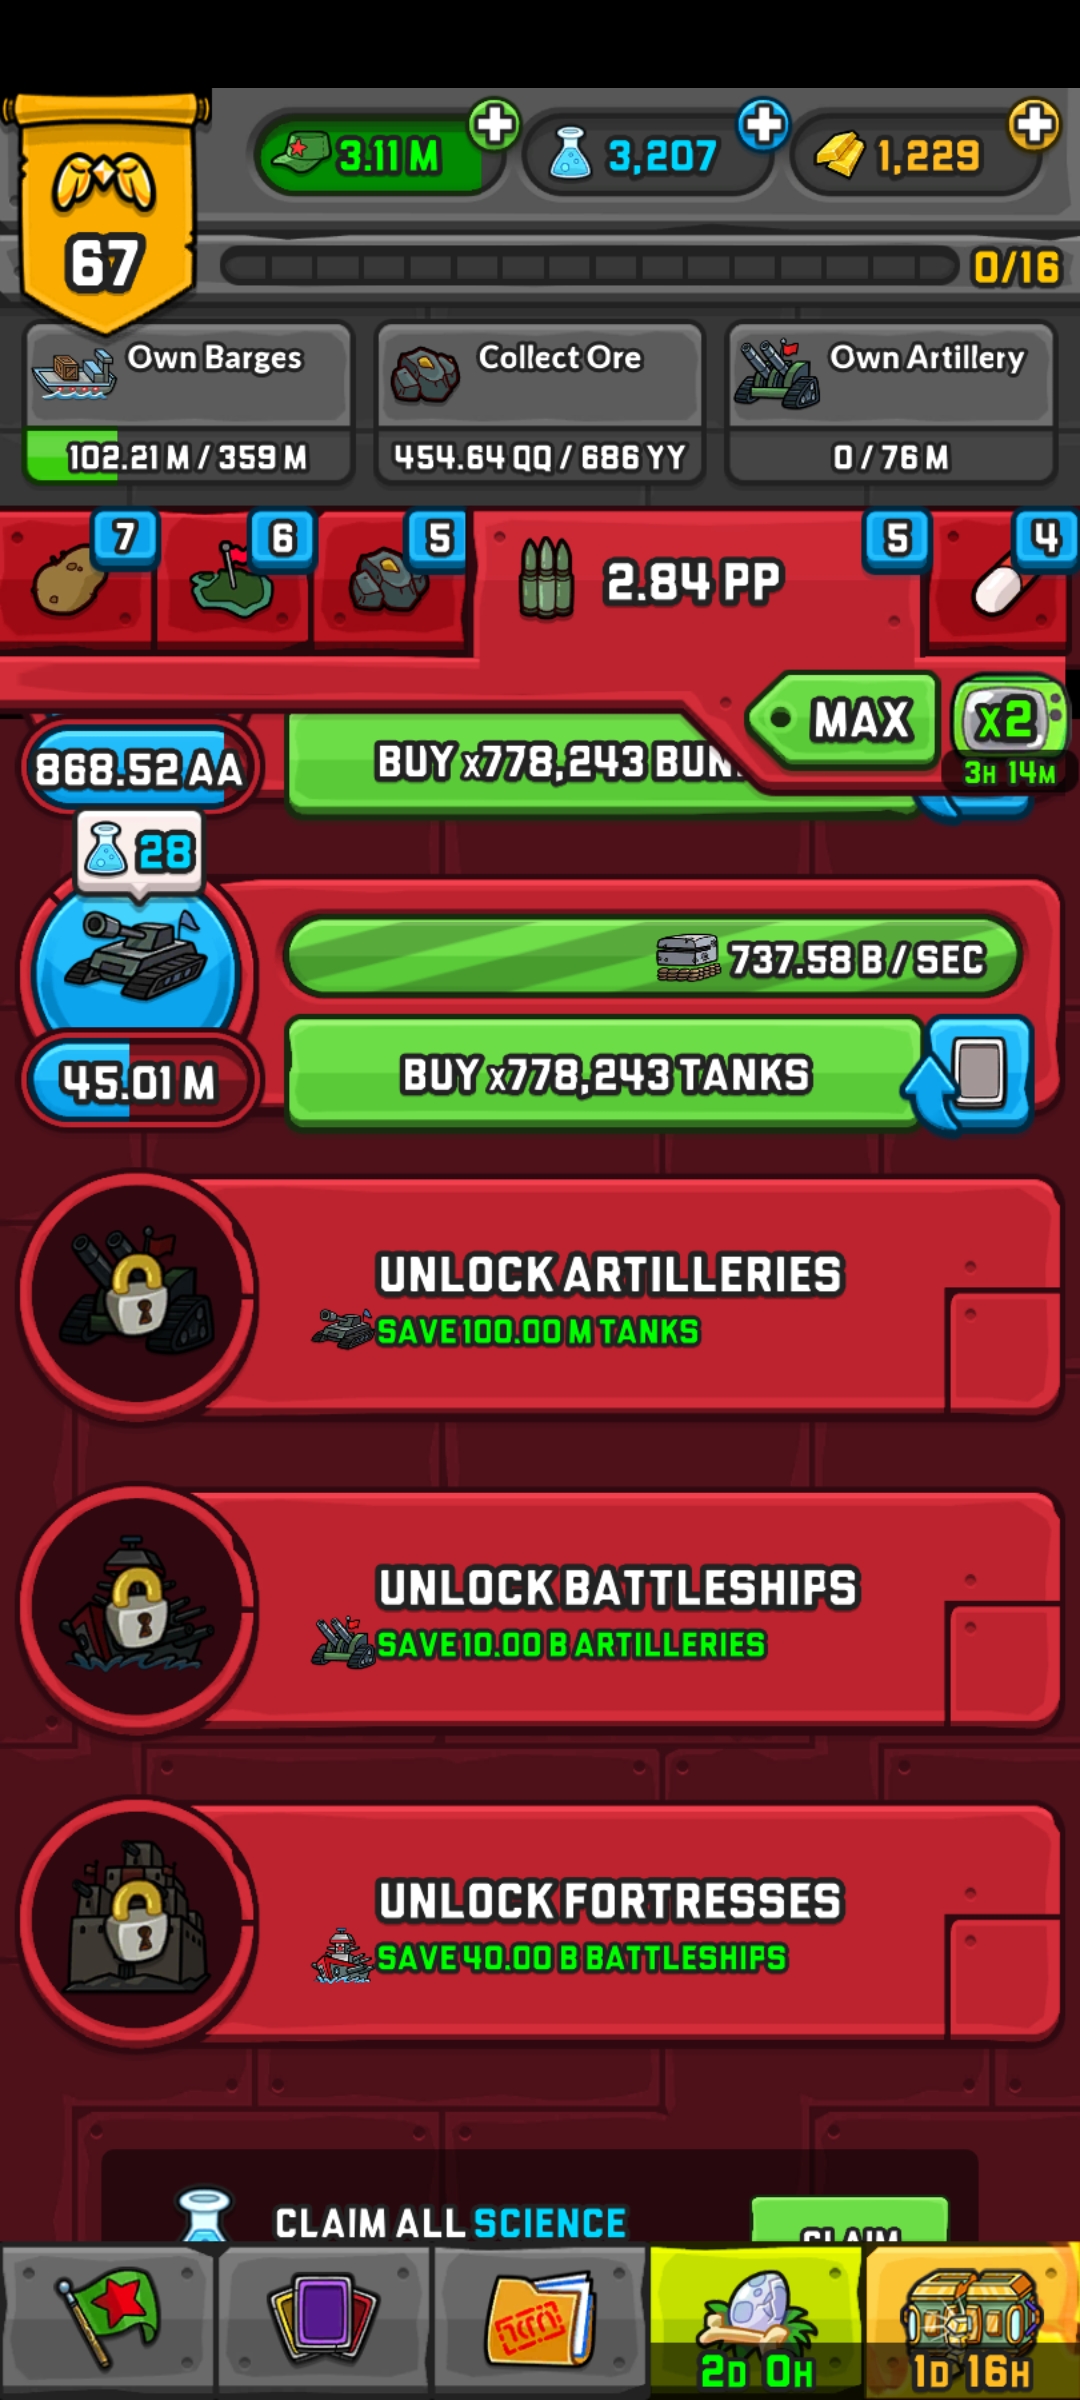 3.11 M
3,207
1,229
67
0/16
Own Barges
102.21 M / 359 M
Collect Ore
454.64 QQ / 686 YY
Own Artillery
0 / 76 M
7
6
5
2.84 PP
5
4
MAX
x2
3H 14M
868.52 AA
BUY x778,243 BUN
28
737.58 B / SEC
45.01 M
BUY x778,243 TANKS
UNLOCK ARTILLERIES
SAVE 100.00 M TANKS
UNLOCK BATTLESHIPS
SAVE 10.00 B ARTILLERIES
UNLOCK FORTRESSES
SAVE 40.00 B BATTLESHIPS
CLAIM ALL SCIENCE
CLAIM
2D 0H
1D 16H